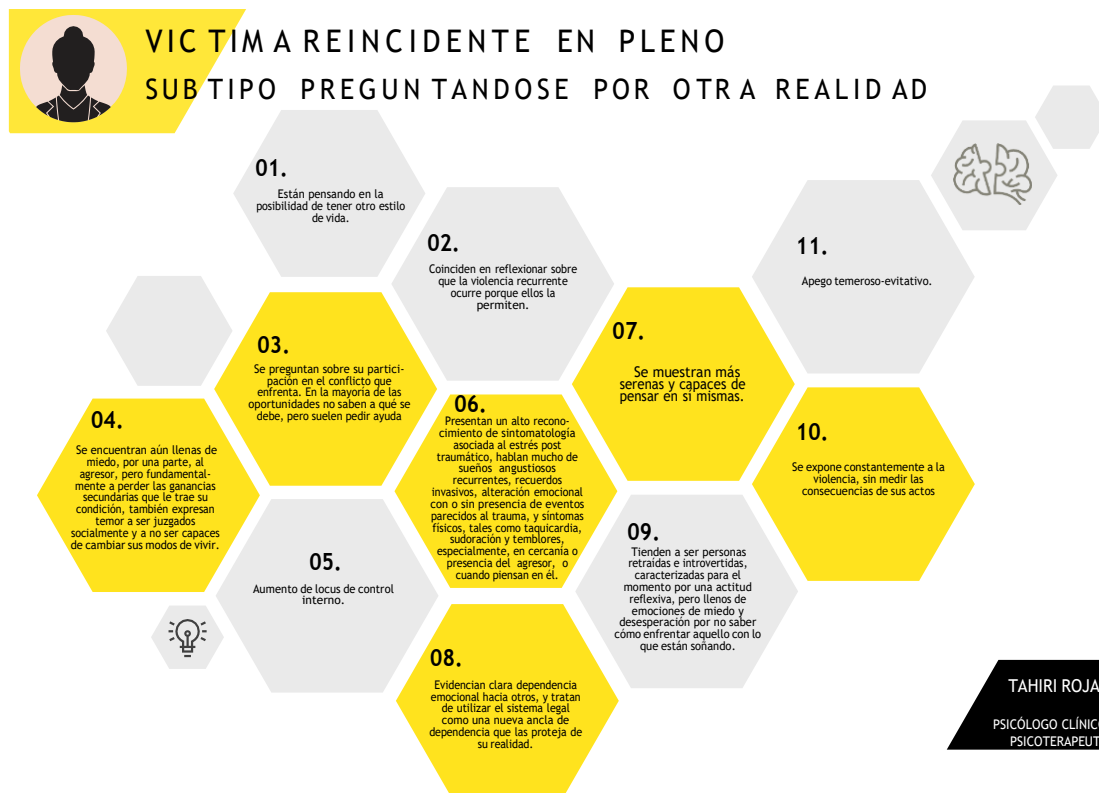 VICTIMA REINCIDENTE EN PLENO
SUBTIPO PREGUNTANDOSE POR OTRA REALIDAD
01.
Están pensando en la
posibilidad de tener otro estilo
de vida.
02.
Coinciden en reflexionar sobre
que la violencia recurrente
ocurre porque ellos la
permiten.
03.
Se preguntan sobre su partici-
pación en el conflicto que
enfrenta. En la mayoría de las
oportunidades no saben a qué se
debe, pero suelen pedir ayuda
04.
Se encuentran aún llenas de
miedo, por una parte, al
agresor, pero fundamental-
mente a perder las ganancias
secundarias que le trae su
condición, también expresan
temor a ser juzgados
socialmente y a no ser capaces
de cambiar sus modos de vivir.
05.
Aumento de locus de control
interno.
06.
Presentan un alto recono-
cimiento de sintomatología
asociada al estrés post
traumático, hablan mucho de
sueños angustiosos
recurrentes, recuerdos
invasivos, alteración emocional
con o sin presencia de eventos
parecidos al trauma, y síntomas
físicos, tales como taquicardia,
sudoración y temblores,
especialmente, en cercanía o
presencia del agresor, o
cuando piensan en él.
07.
Se muestran más
serenas y capaces de
pensar en sí mismas.
08.
Evidencian clara dependencia
emocional hacia otros, y tratan
de utilizar el sistema legal
como una nueva ancla de
dependencia que las proteja de
su realidad.
09.
Tienden a ser personas
retraídas e introvertidas,
caracterizadas para el
momento por una actitud
reflexiva, pero llenos de
emociones de miedo y
desesperación por no saber
cómo enfrentar aquello con lo
que están soñando.
10.
Se expone constantemente a la
violencia, sin medir las
consecuencias de sus actos
11.
Apego temeroso-evitativo.
TAHIRI ROJA
PSICÓLOGO CLÍNIC
PSICOTERAPEUT